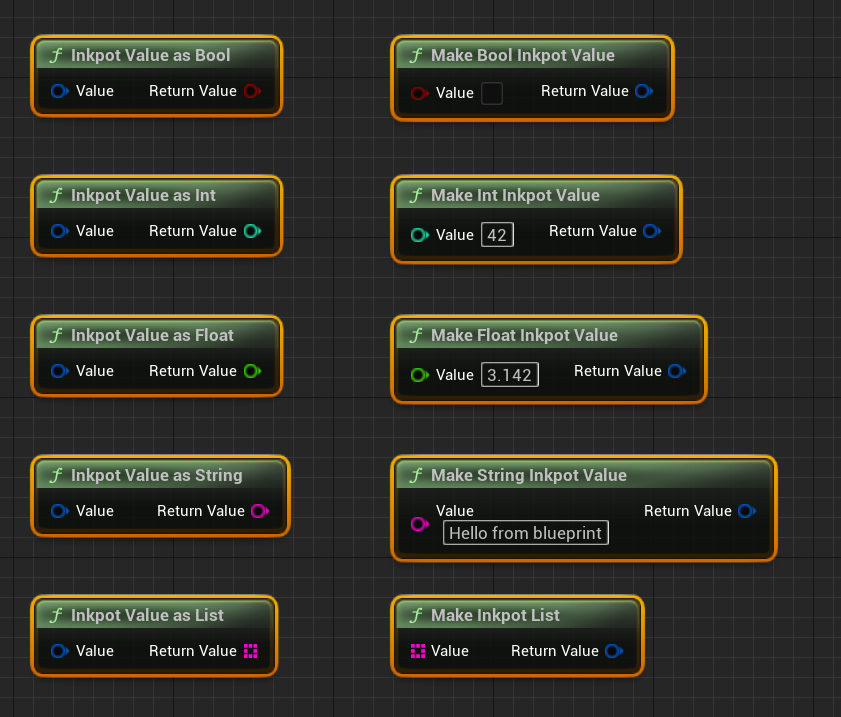 Inkpot Value as Bool
Value Return Value
Make Bool Inkpot Value
Value Return Value
Inkpot Value as Int
Value Return Value
Make Int Inkpot Value
Value 42 Return Value
Inkpot Value as Float
Value Return Value
Make Float Inkpot Value
Value 3.142 Return Value
Inkpot Value as String
Value Return Value
Make String Inkpot Value
Value Return Value
Hello from blueprint
Inkpot Value as List
Value Return Value
Make Inkpot List
Value Return Value